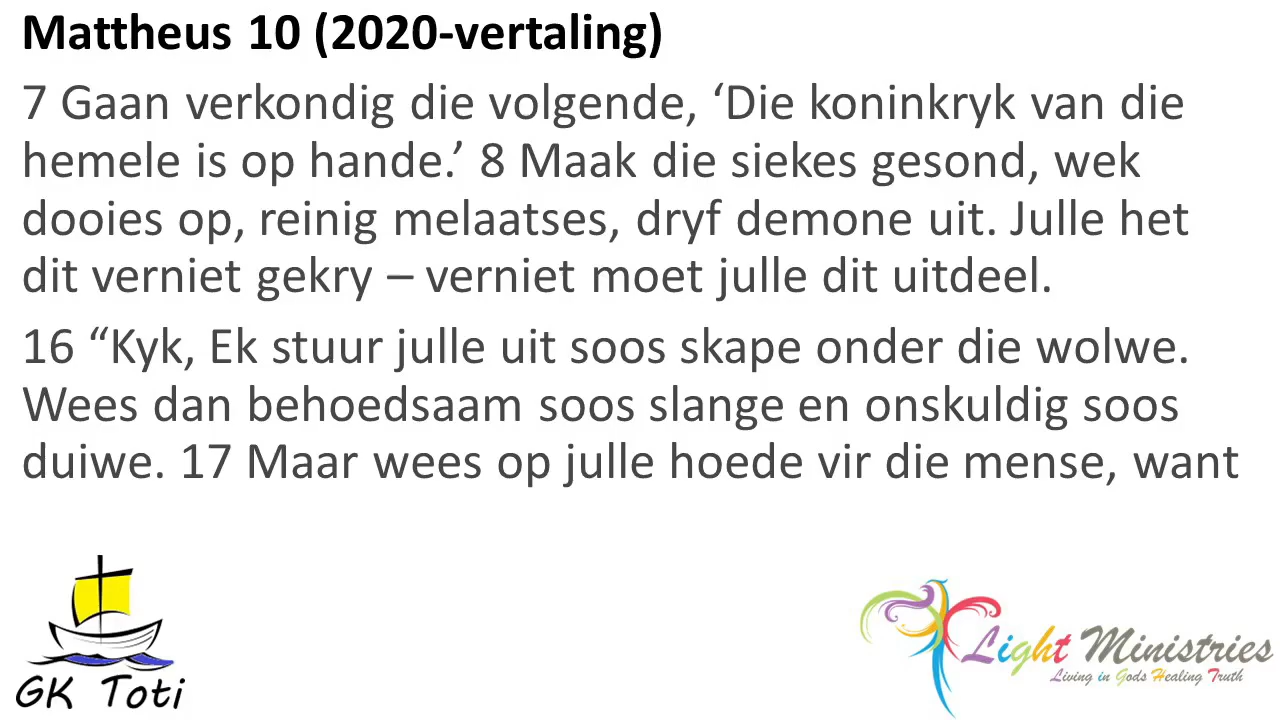 Mattheus 10 (2020-vertaling)
7 Gaan verkondig die volgende, ‘Die koninkryk van die
hemele is op hande.’ 8 Maak die siekes gesond, wek
dooies op, reinig melaatses, dryf demone uit. Julle het
dit verniet gekry – verniet moet julle dit uitdeel.
16 “Kyk, Ek stuur julle uit soos skape onder die wolwe.
Wees dan behoedsaam soos slange en onskuldig soos
duiwe. 17 Maar wees op julle hoede vir die mense, want
GK Toti
Light Ministries
Living in Gods Healing Truth